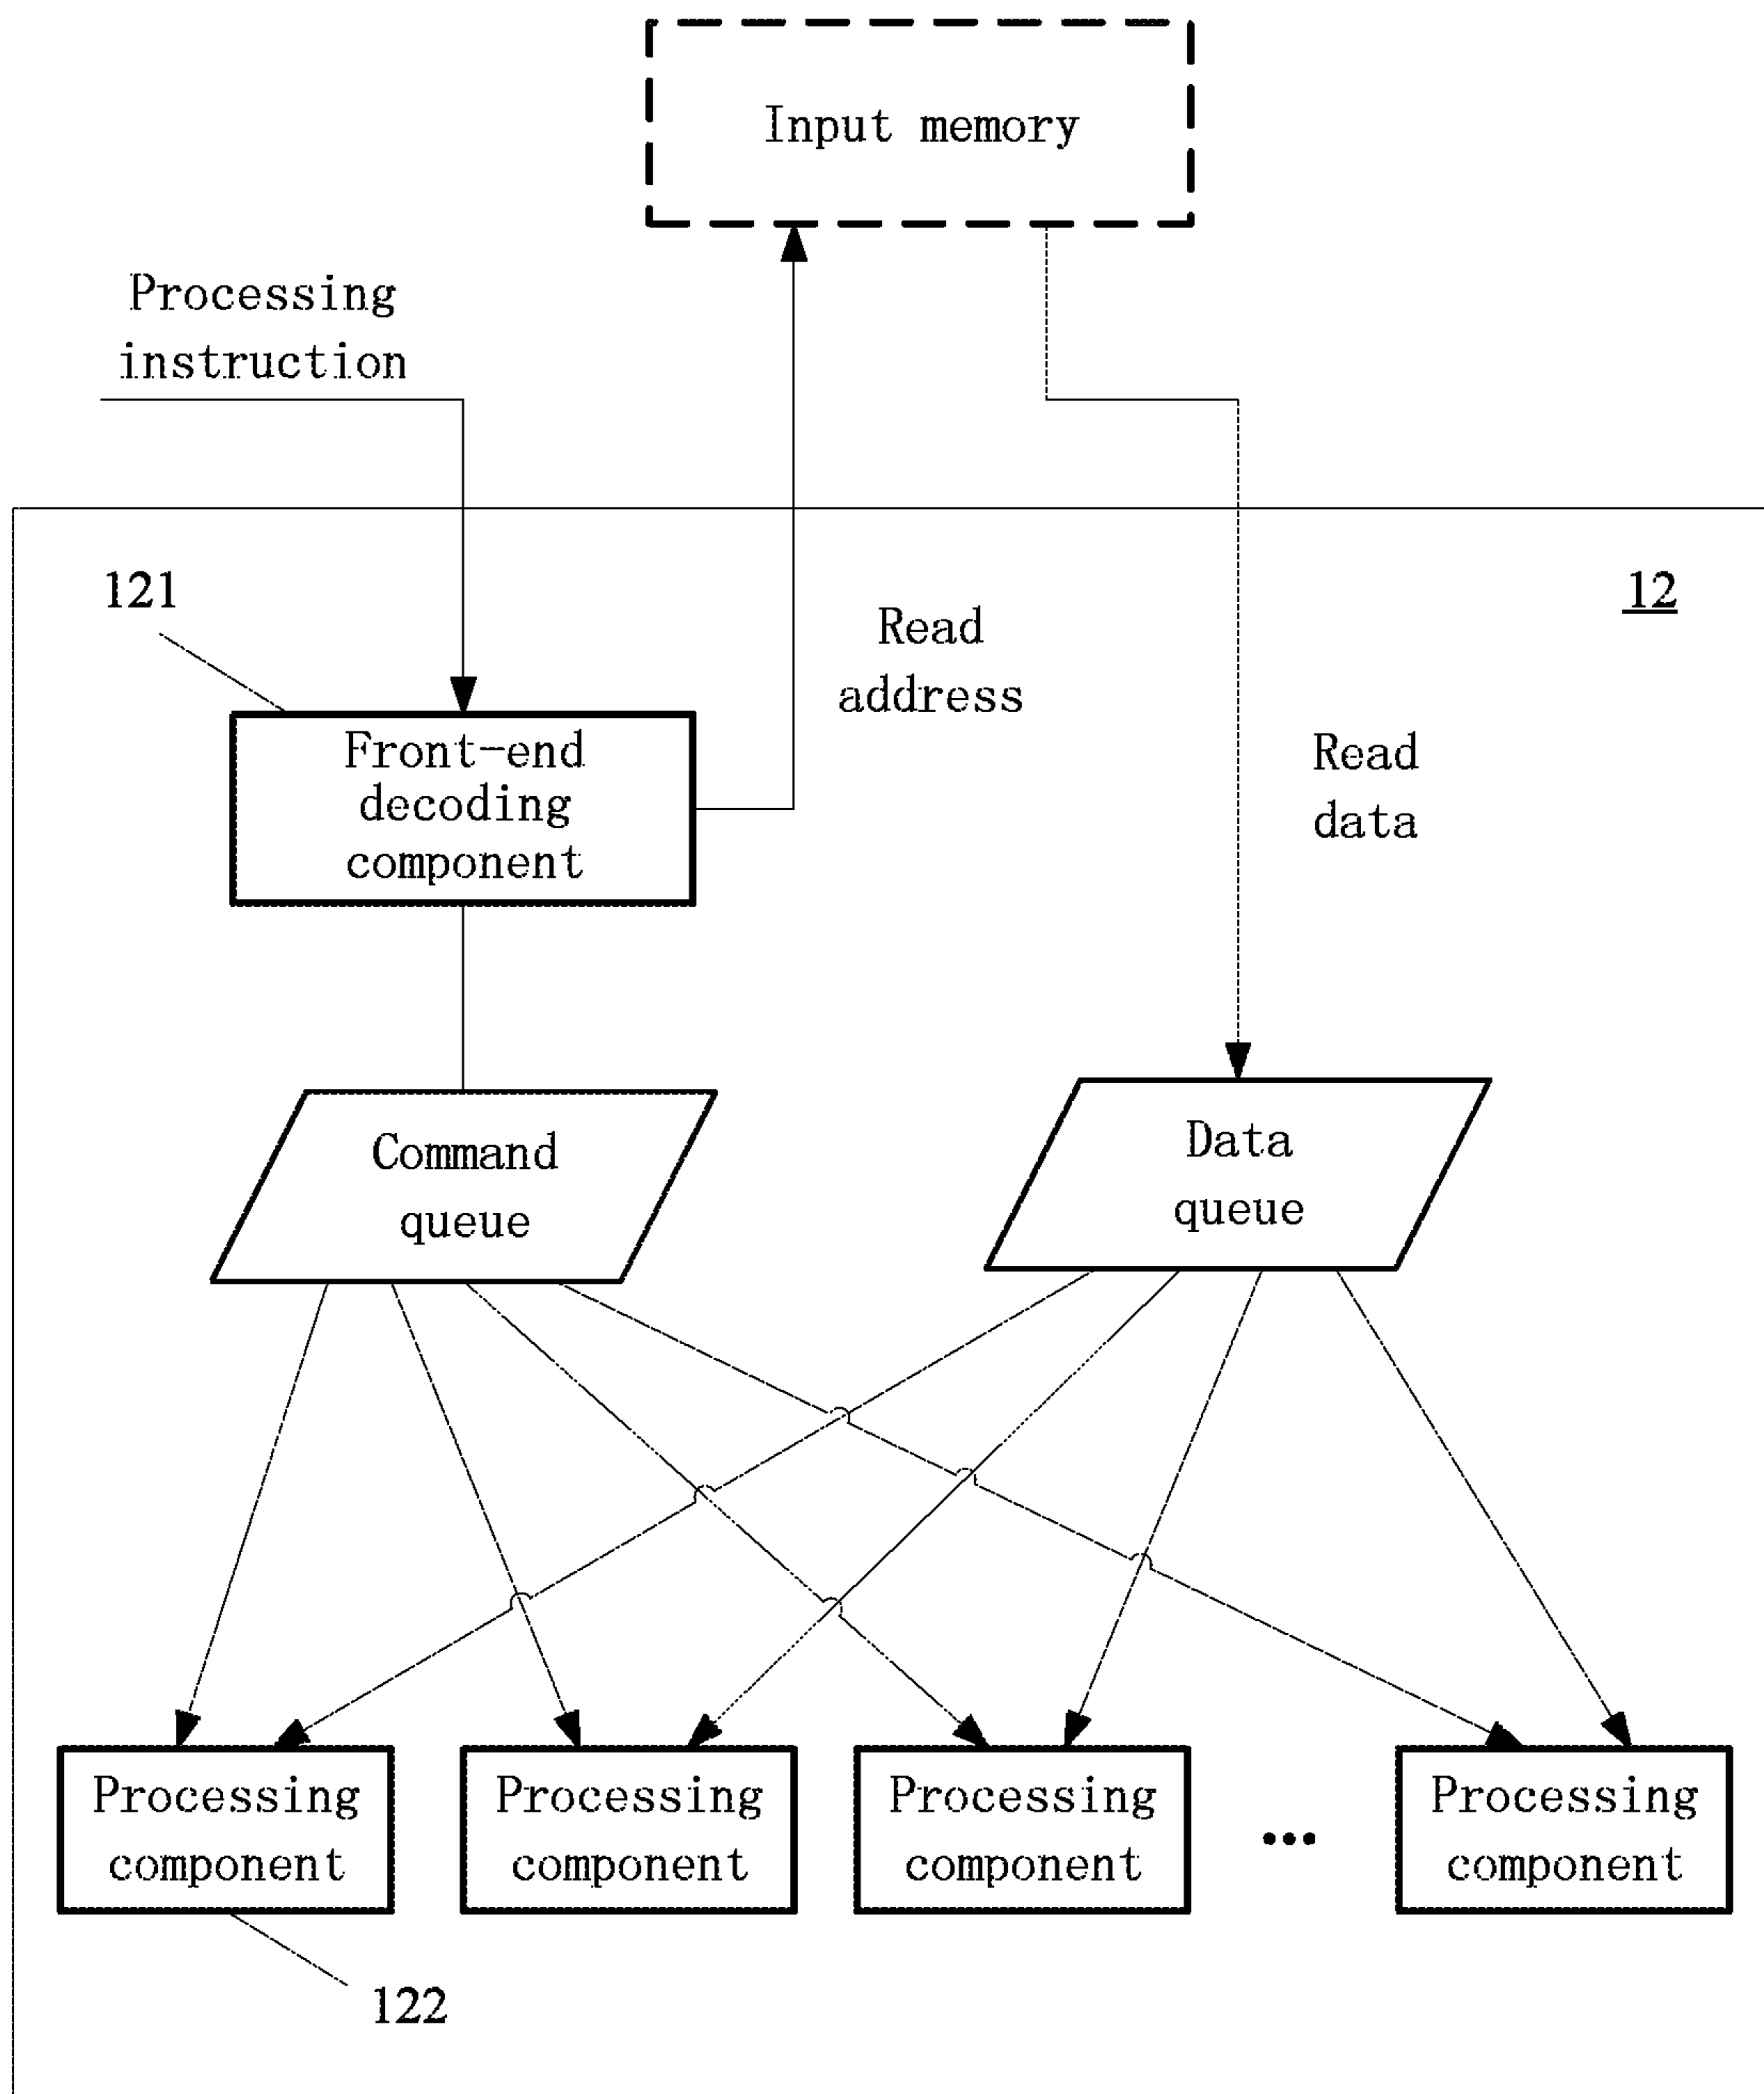 Input memory
Processing
instruction
121
12
Read
address
Front-end
decoding
component
Read
data
Command
queue
Data
queue
Processing
component
Processing
component
Processing
component
...
Processing
component
122